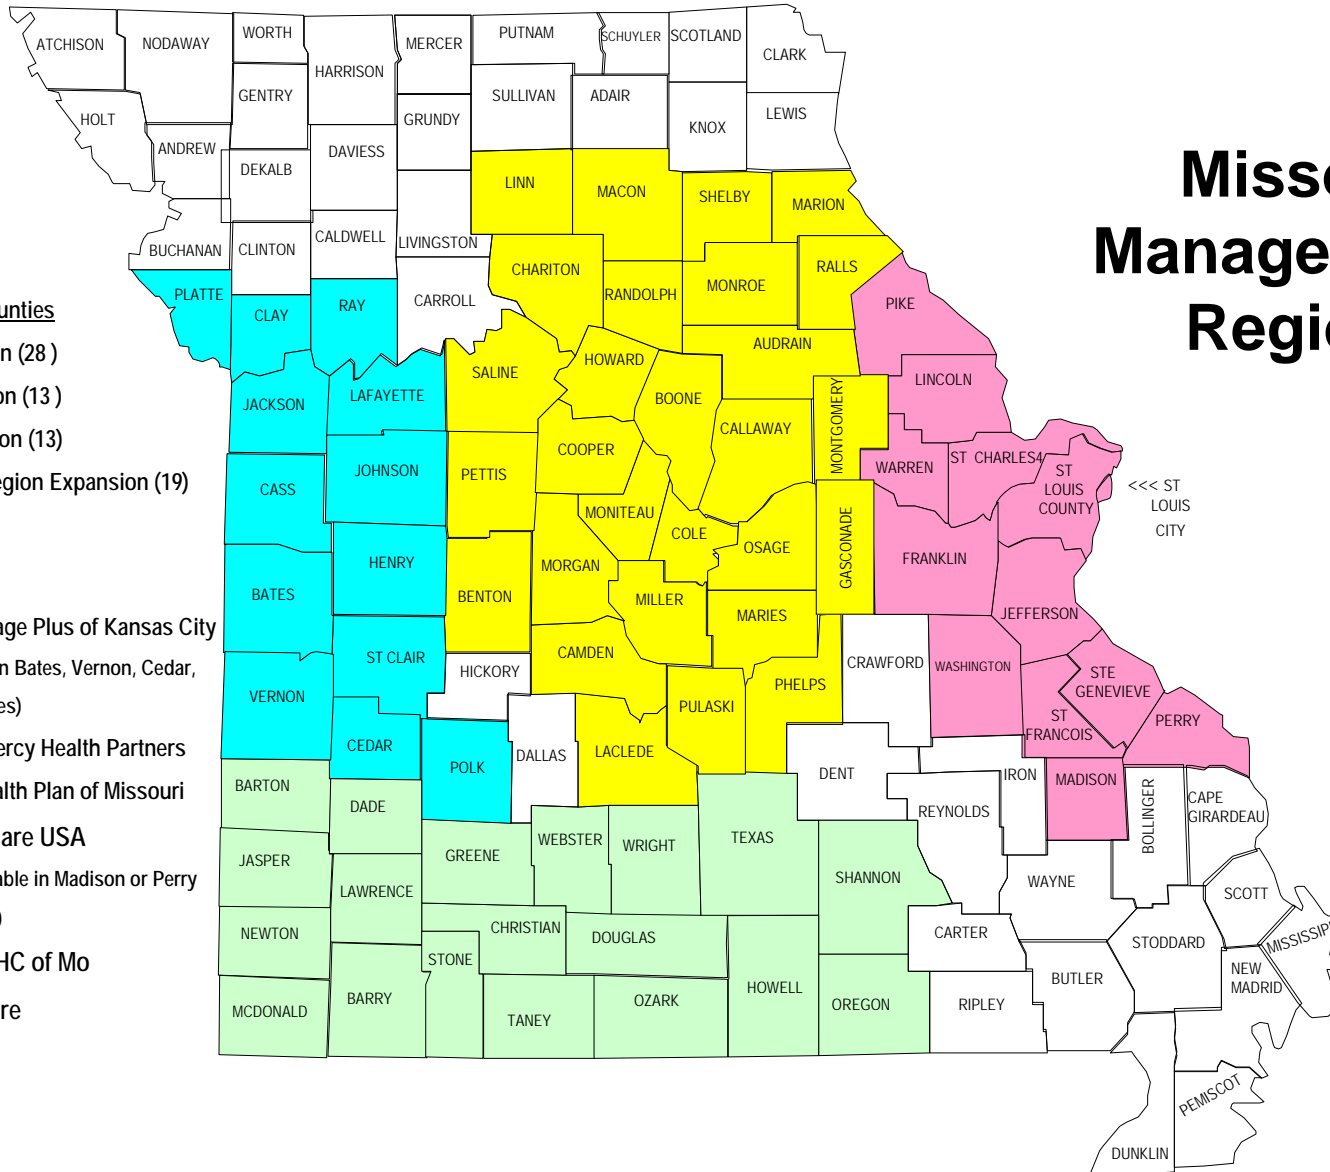 Misso
Manage
Regio
unties
n (28 )
on (13 )
on (13)
egion Expansion (19)
age Plus of Kansas City
n Bates, Vernon, Cedar,
es)
ercy Health Partners
alth Plan of Missouri
are USA
able in Madison or Perry
)
HC of Mo
re
ATCHISON
NODAWAY
WORTH
HARRISON
MERCER
PUTNAM
SCHUYLER
SCOTLAND
CLARK
HOLT
GENTRY
GRUNDY
SULLIVAN
ADAIR
KNOX
LEWIS
ANDREW
DEKALB
DAVIESS
LINN
MACON
SHELBY
MARION
BUCHANAN
CLINTON
CALDWELL
LIVINGSTON
CHARITON
RANDOLPH
MONROE
RALLS
PLATTE
CLAY
RAY
CARROLL
PIKE
SALINE
HOWARD
BOONE
AUDRAIN
LINCOLN
JACKSON
LAFAYETTE
COOPER
CALLAWAY
MONTGOMERY
WARREN
ST CHARLES4
ST
LOUIS
COUNTY
<<< ST
LOUIS
CITY
CASS
JOHNSON
PETTIS
MONITEAU
COLE
OSAGE
GASCONADE
FRANKLIN
BATES
HENRY
BENTON
MORGAN
MILLER
MARIES
JEFFERSON
VERNON
ST CLAIR
HICKORY
CAMDEN
PULASKI
PHELPS
CRAWFORD
WASHINGTON
STE
GENEVIEVE
ST
FRANCOIS
PERRY
CEDAR
POLK
DALLAS
LACLEDE
DENT
IRON
MADISON
BOLLINGER
CAPE
GIRARDEAU
BARTON
DADE
GREENE
WEBSTER
WRIGHT
TEXAS
REYNOLDS
JASPER
LAWRENCE
SHANNON
WAYNE
SCOTT
NEWTON
CHRISTIAN
DOUGLAS
CARTER
STODDARD
MISSISSIP
STONE
BUTLER
NEW
MADRID
MCDONALD
BARRY
TANEY
OZARK
HOWELL
OREGON
RIPLEY
PEMISCOT
DUNKLIN